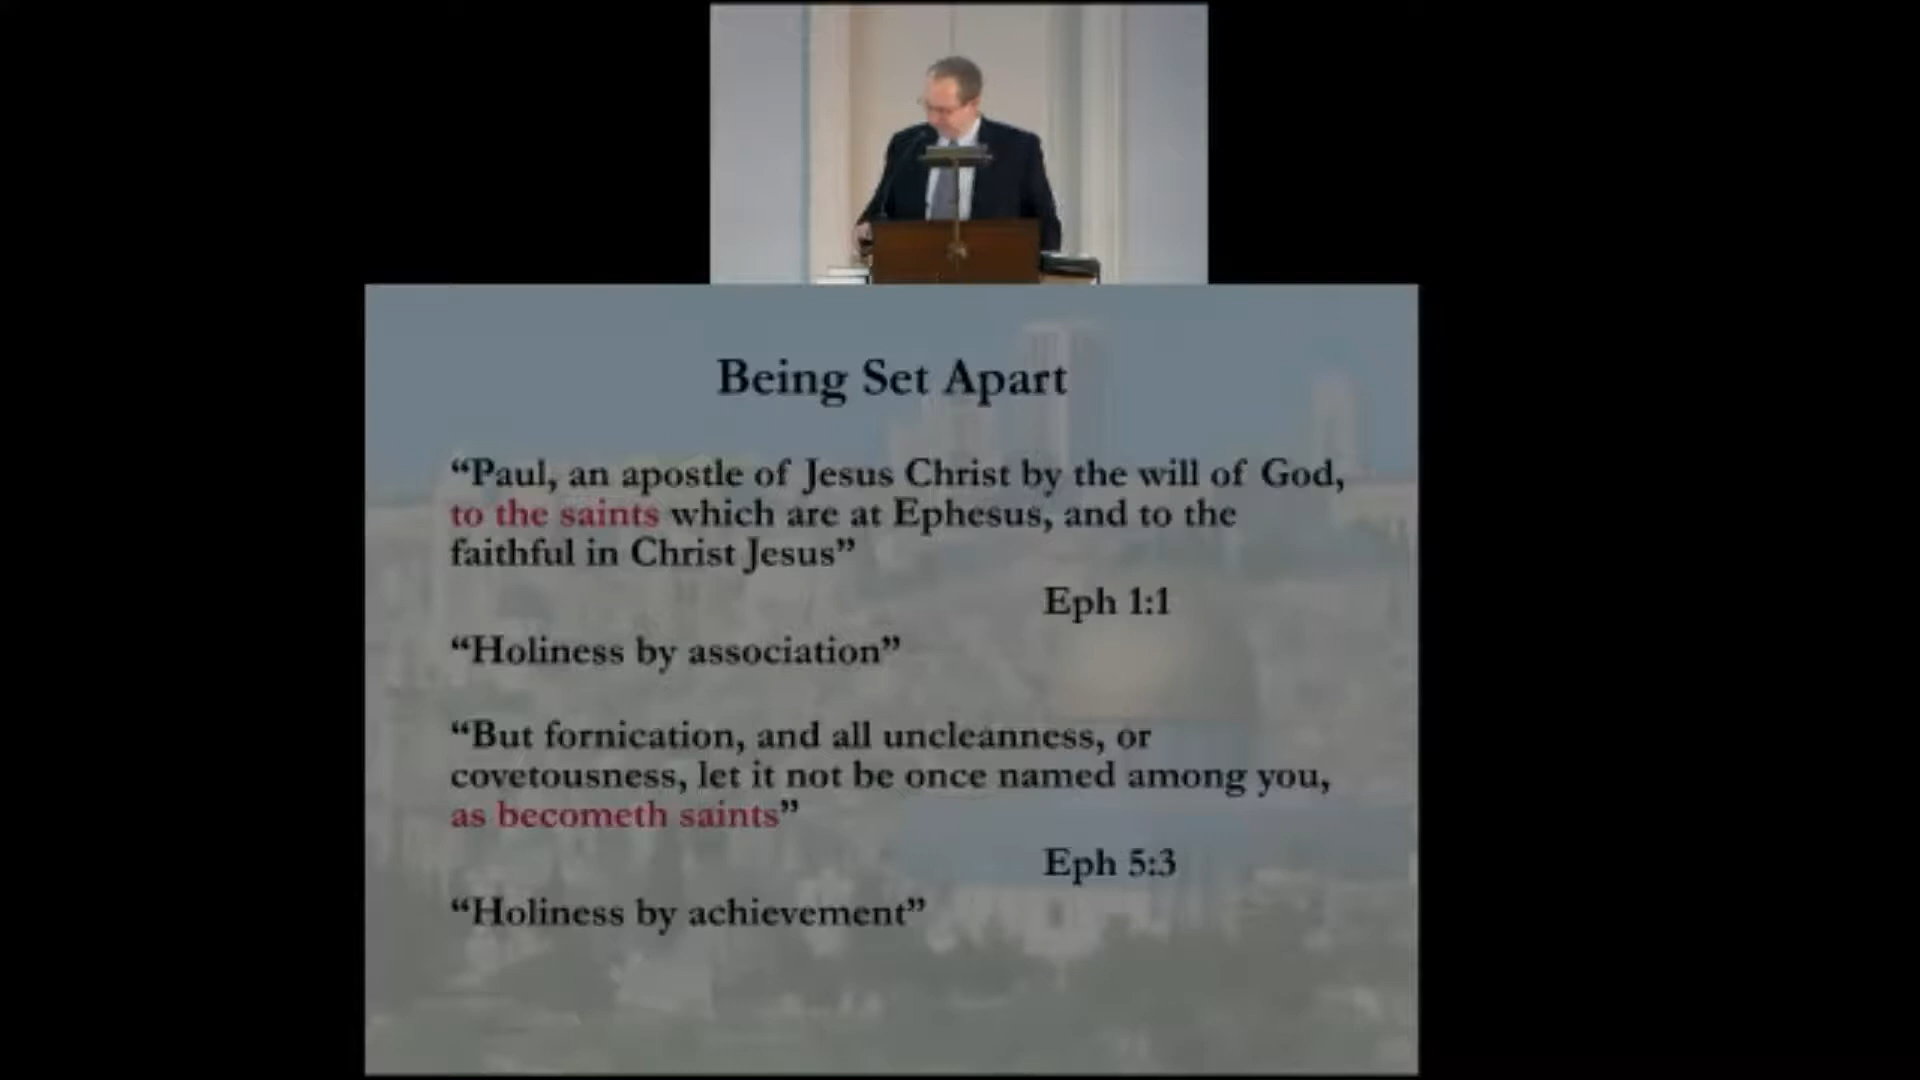 Being Set Apart
“Paul, an apostle of Jesus Christ by the will of God,
to the saints which are at Ephesus, and to the
faithful in Christ Jesus”
Eph 1:1
“Holiness by association”
“But fornication, and all uncleanness, or
covetousness, let it not be once named among you,
as becometh saints”
Eph 5:3
“Holiness by achievement”